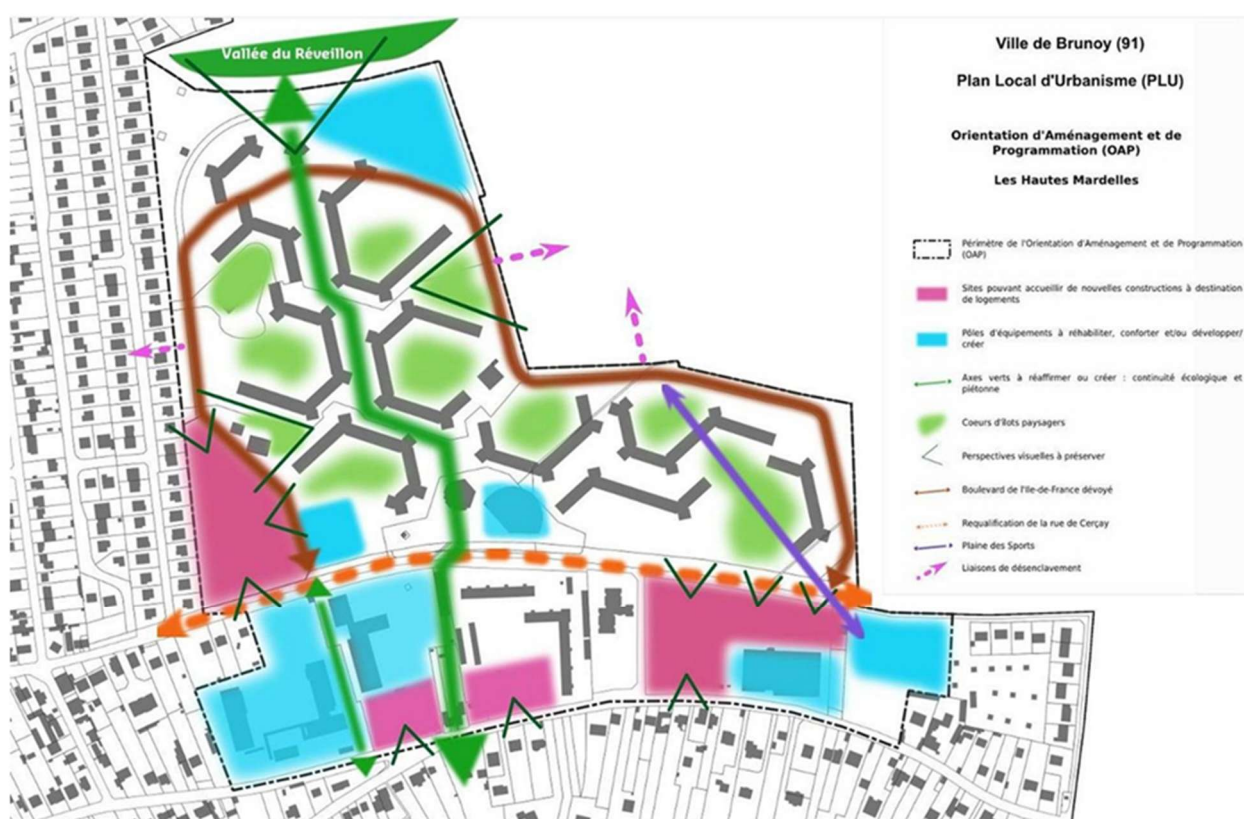 Vallée du Réveillon
Ville de Brunoy (91)
Plan Local d'Urbanisme (PLU)
Orientation d'Aménagement et de
Programmation (OAP)
Les Hautes Mardelles
Périmètre de l'Orientation d'Aménagement et de Programmation
(OAP)
Sites pouvant accueillir de nouvelles constructions à destination
de logements
Pôles d'équipements à réhabiliter, conforter et/ou développer/
créer
Axes verts à réaffirmer ou créer : continuité écologique et
piétonne
Coeurs d'îlots paysagers
Perspectives visuelles à préserver
Boulevard de l'Ile-de-France dévoyé
Requalification de la rue de Cerçay
Plaine des Sports
Liaisons de désenclavement